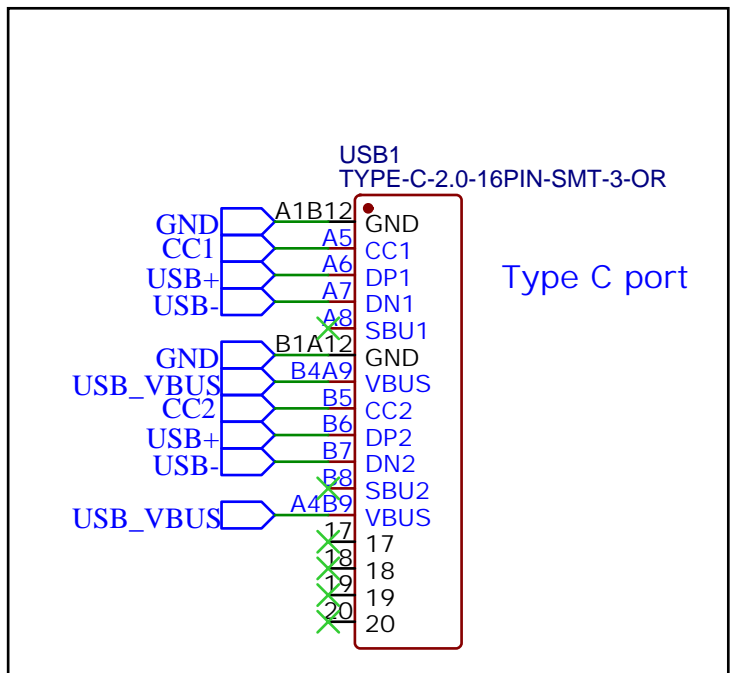 USB1
TYPE-C-2.0-16PIN-SMT-3-OR
GND A1B12 GND
CC1 A5 CC1
USB+ A6 DP1
USB- A7 DN1
A8 SBU1
GND B1A12 GND
USB_VBUS B4A9 VBUS
CC2 B5 CC2
USB+ B6 DP2
USB- B7 DN2
B8 SBU2
USB_VBUS A4B9 VBUS
17 17
18 18
19 19
20 20
Type C port